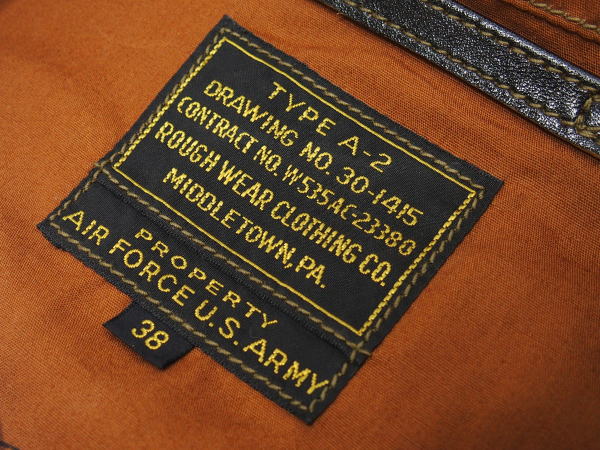 TYPE A-2
DRAWING NO. 30-1415
CONTRACT NO. W535AC-23380
ROUGH WEAR CLOTHING CO.
MIDDLETOWN, PA.
PROPERTY
AIR FORCE U.S. ARMY
38